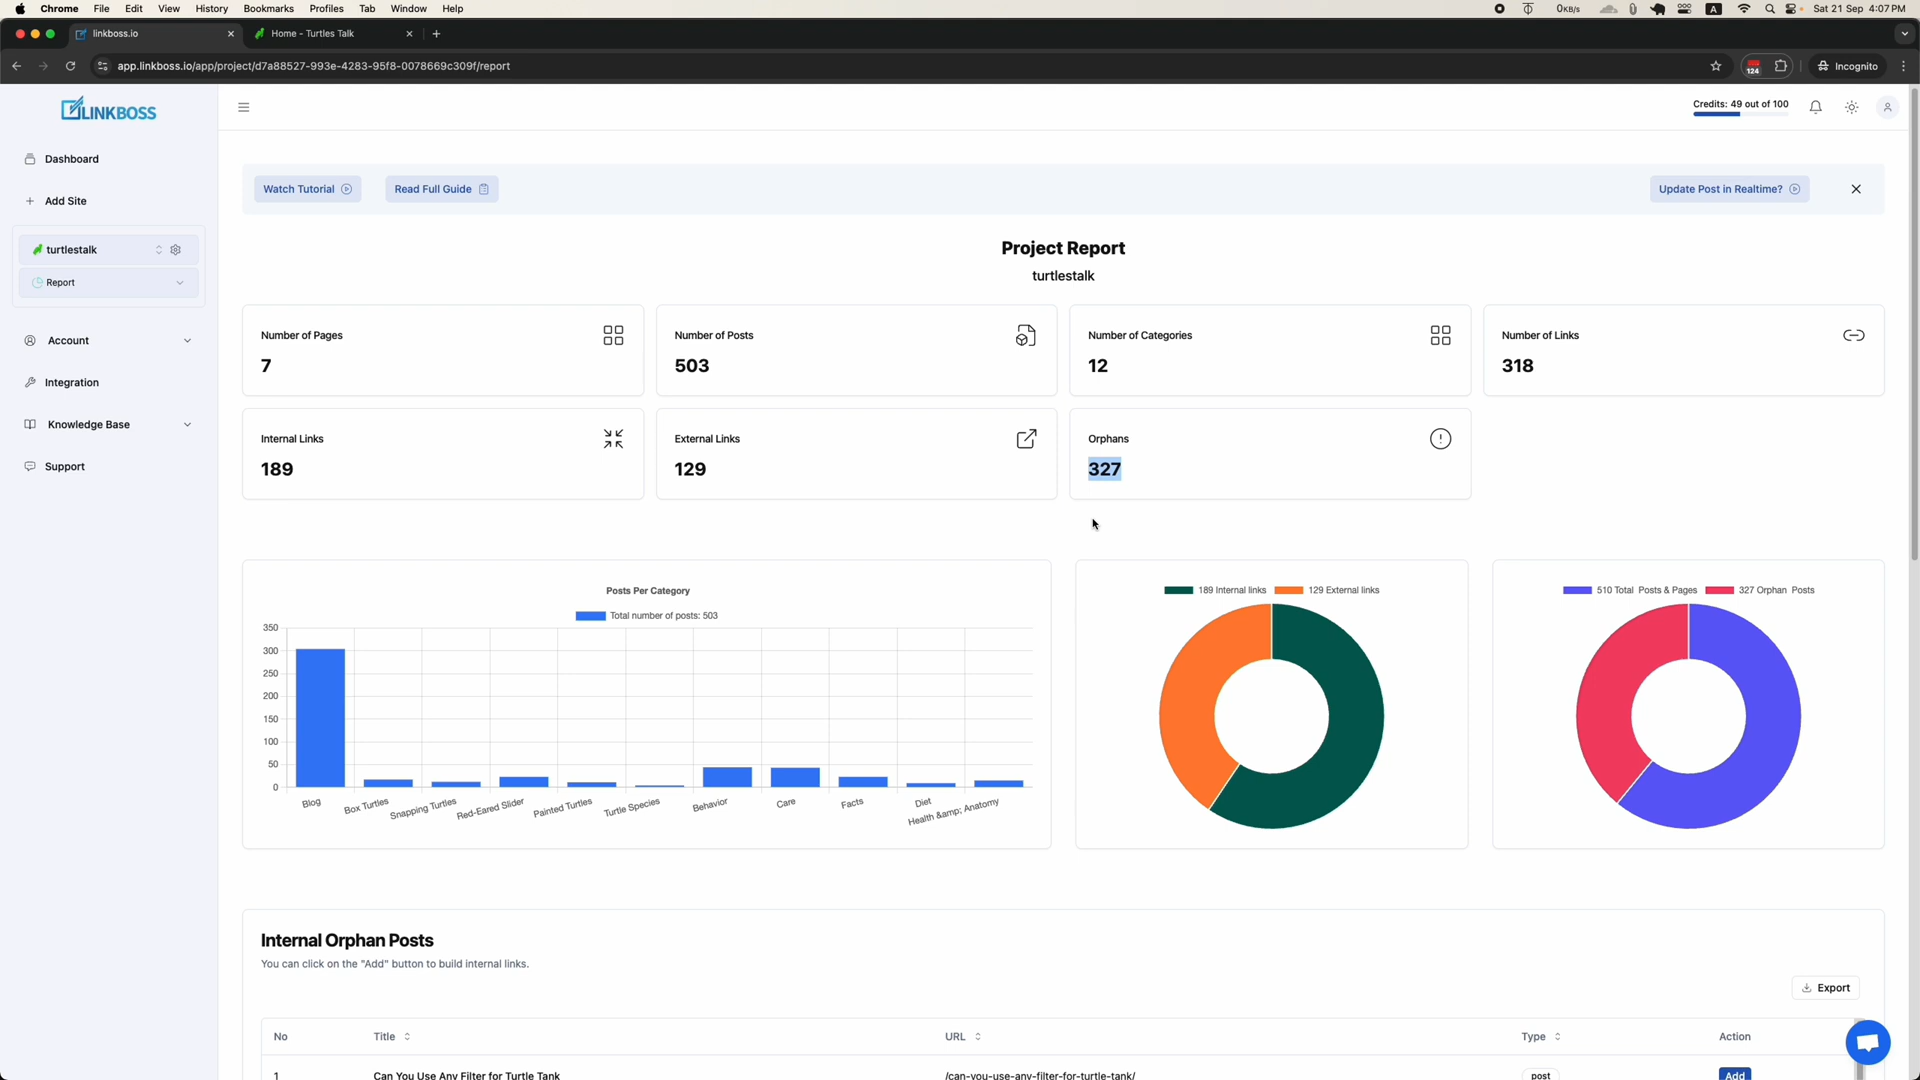 Chrome File Edit View History Bookmarks Profiles Tab Window Help
0KB/s A Sat 21 Sep 4:07 PM
linkboss.io Home - Turtles Talk
app.linkboss.io/app/project/d7a88527-993e-4283-95f8-0078669c309f/report
124 Incognito
LINKBOSS
Credits: 49 out of 100
Dashboard
Add Site
turtlestalk
Report
Account
Integration
Knowledge Base
Support
Watch Tutorial Read Full Guide Update Post in Realtime?
Project Report
turtlestalk
Number of Pages
7
Number of Posts
503
Number of Categories
12
Number of Links
318
Internal Links
189
External Links
129
Orphans
327
Posts Per Category
Total number of posts: 503
350
300
250
200
150
100
50
0
Blog Box Turtles Snapping Turtles Red-Eared Slider Painted Turtles Turtle Species Behavior Care Facts Diet Health &amp; Anatomy
189 Internal links 129 External links
510 Total Posts & Pages 327 Orphan Posts
Internal Orphan Posts
You can click on the "Add" button to build internal links.
Export
No Title URL Type Action
1 Can You Use Any Filter for Turtle Tank /can-you-use-any-filter-for-turtle-tank/ post Add